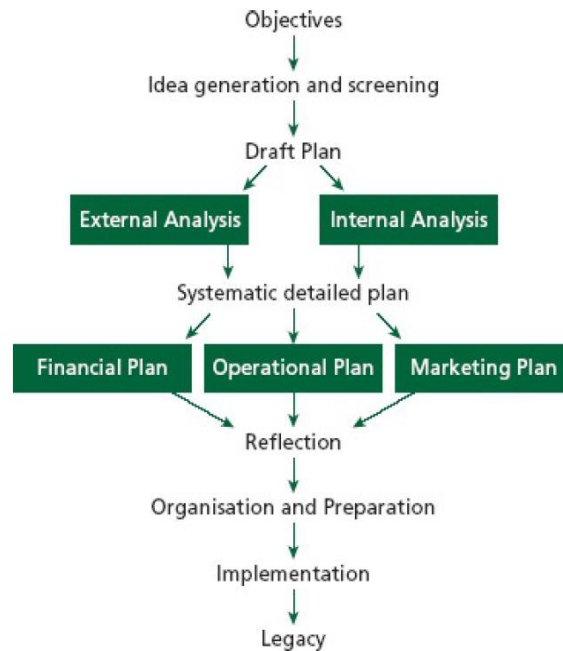 Objectives
Idea generation and screening
Draft Plan
External Analysis
Internal Analysis
Systematic detailed plan
Financial Plan
Operational Plan
Marketing Plan
Reflection
Organisation and Preparation
Implementation
Legacy